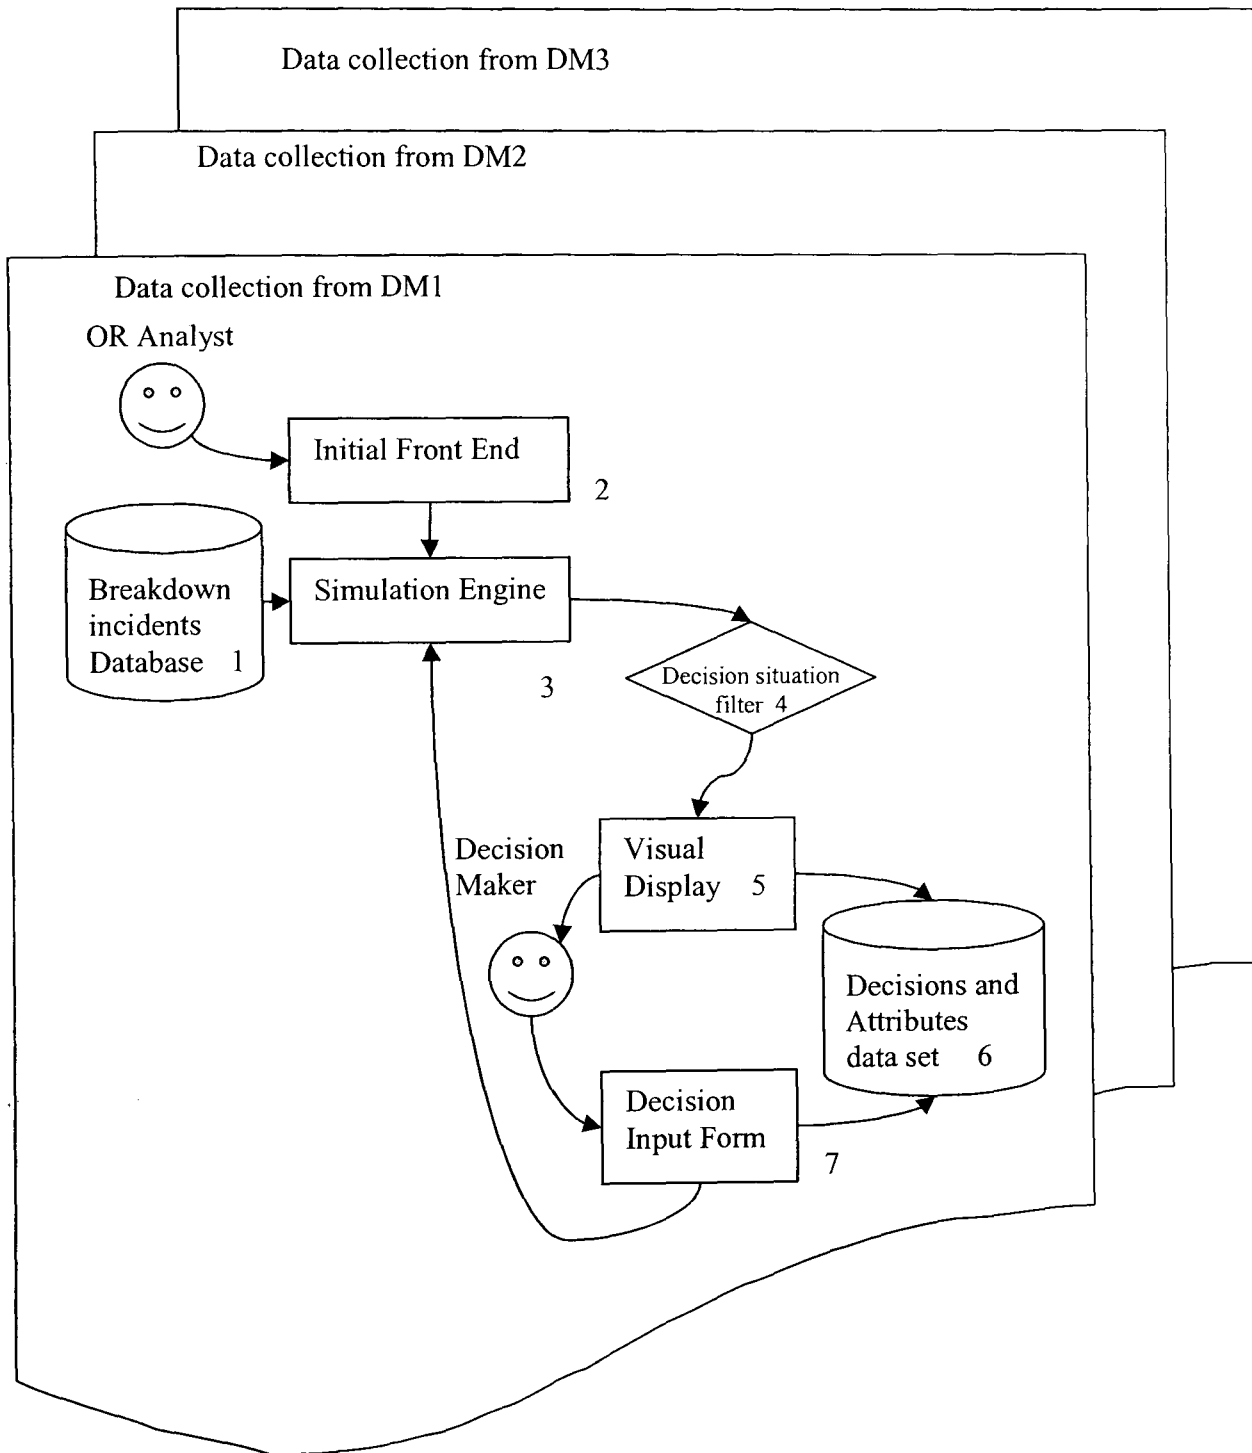 Data collection from DM3
Data collection from DM2
Data collection from DM1
OR Analyst
Initial Front End
2
Breakdown
incidents
Database 1
Simulation Engine
3
Decision situation
filter 4
Decision
Maker
Visual
Display 5
Decisions and
Attributes
data set 6
Decision
Input Form
7